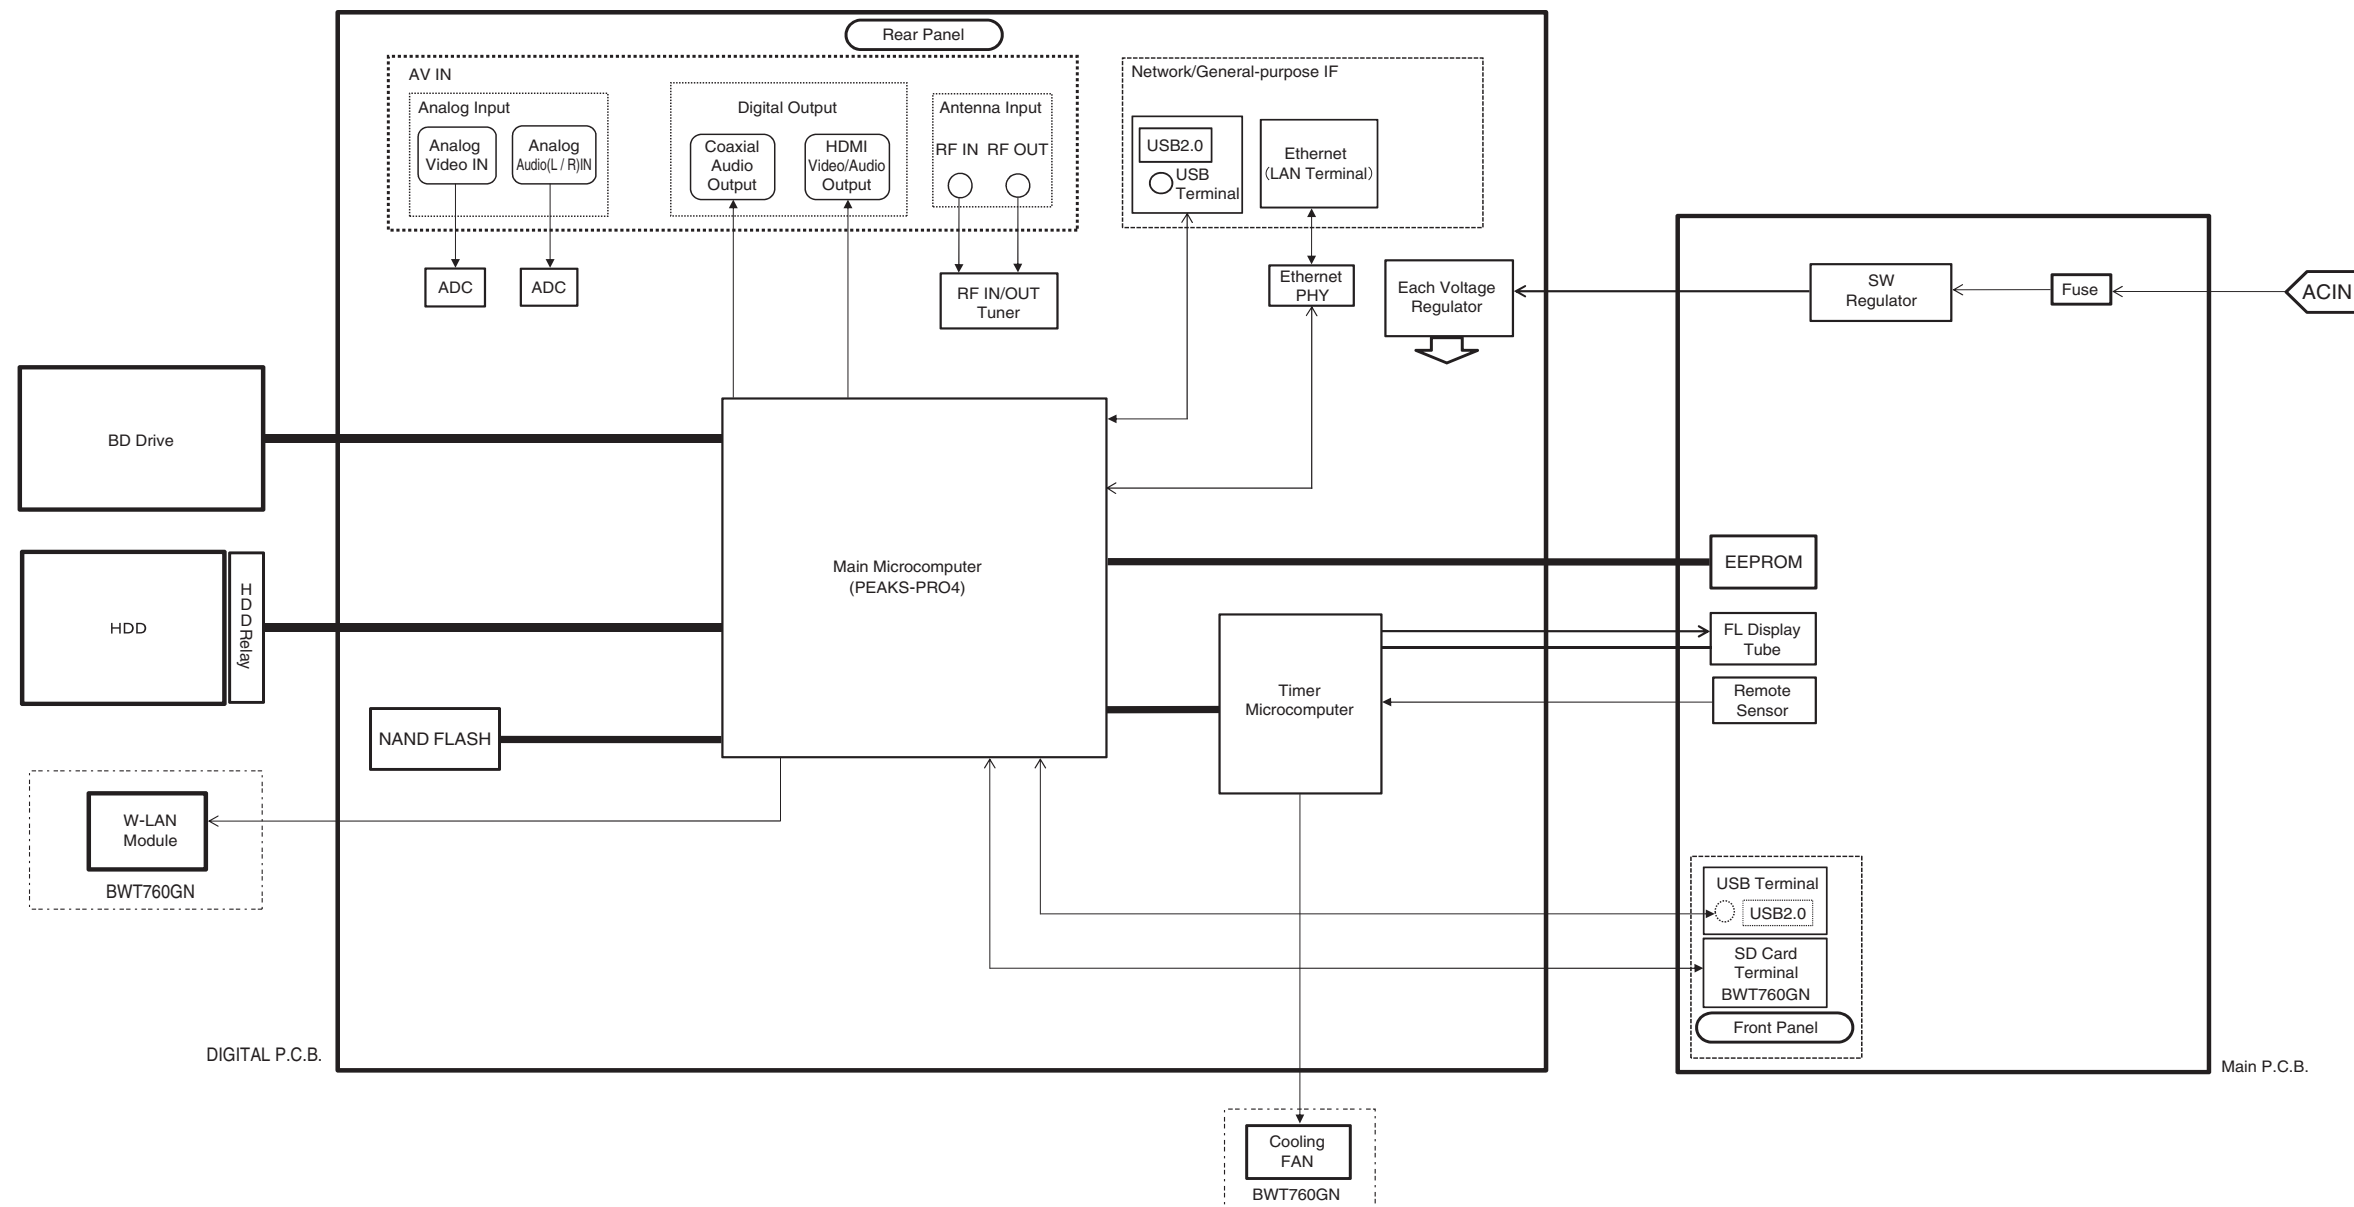 Rear Panel
AV IN
Analog Input
Analog
Video IN
Analog
Audio(L / R)IN
Digital Output
Coaxial
Audio
Output
HDMI
Video/Audio
Output
Antenna Input
RF IN
RF OUT
Network/General-purpose IF
USB2.0
USB
Terminal
Ethernet
(LAN Terminal)
ADC
ADC
RF IN/OUT
Tuner
Ethernet
PHY
Each Voltage
Regulator
SW
Regulator
Fuse
ACIN
BD Drive
HDD
HDD Relay
NAND FLASH
Main Microcomputer
(PEAKS-PRO4)
EEPROM
FL Display
Tube
Timer
Microcomputer
Remote
Sensor
W-LAN
Module
BWT760GN
USB Terminal
USB2.0
SD Card
Terminal
BWT760GN
Front Panel
DIGITAL P.C.B.
Main P.C.B.
Cooling
FAN
BWT760GN